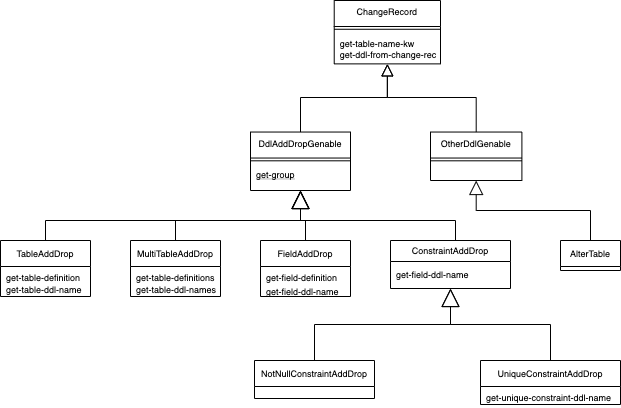 ChangeRecord
get-table-name-kw
get-ddl-from-change-rec
DdlAddDropGenable
get-group
OtherDdlGenable
TableAddDrop
get-table-definition
get-table-ddl-name
MultiTableAddDrop
get-table-definitions
get-table-ddl-names
FieldAddDrop
get-field-definition
get-field-ddl-name
ConstraintAddDrop
get-field-ddl-name
AlterTable
NotNullConstraintAddDrop
UniqueConstraintAddDrop
get-unique-constraint-ddl-name